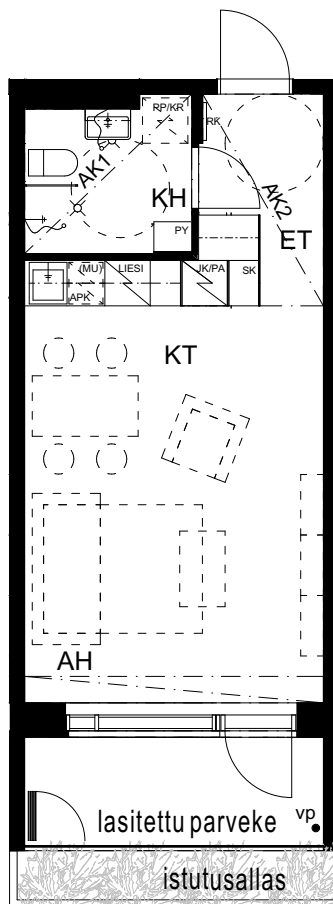 RP/KR
RK
AK1
KH
AK2
PY
ET
(MU)
LIESI
JK/PA
SK
APK
KT
AH
lasitettu parveke
vp
istutusallas